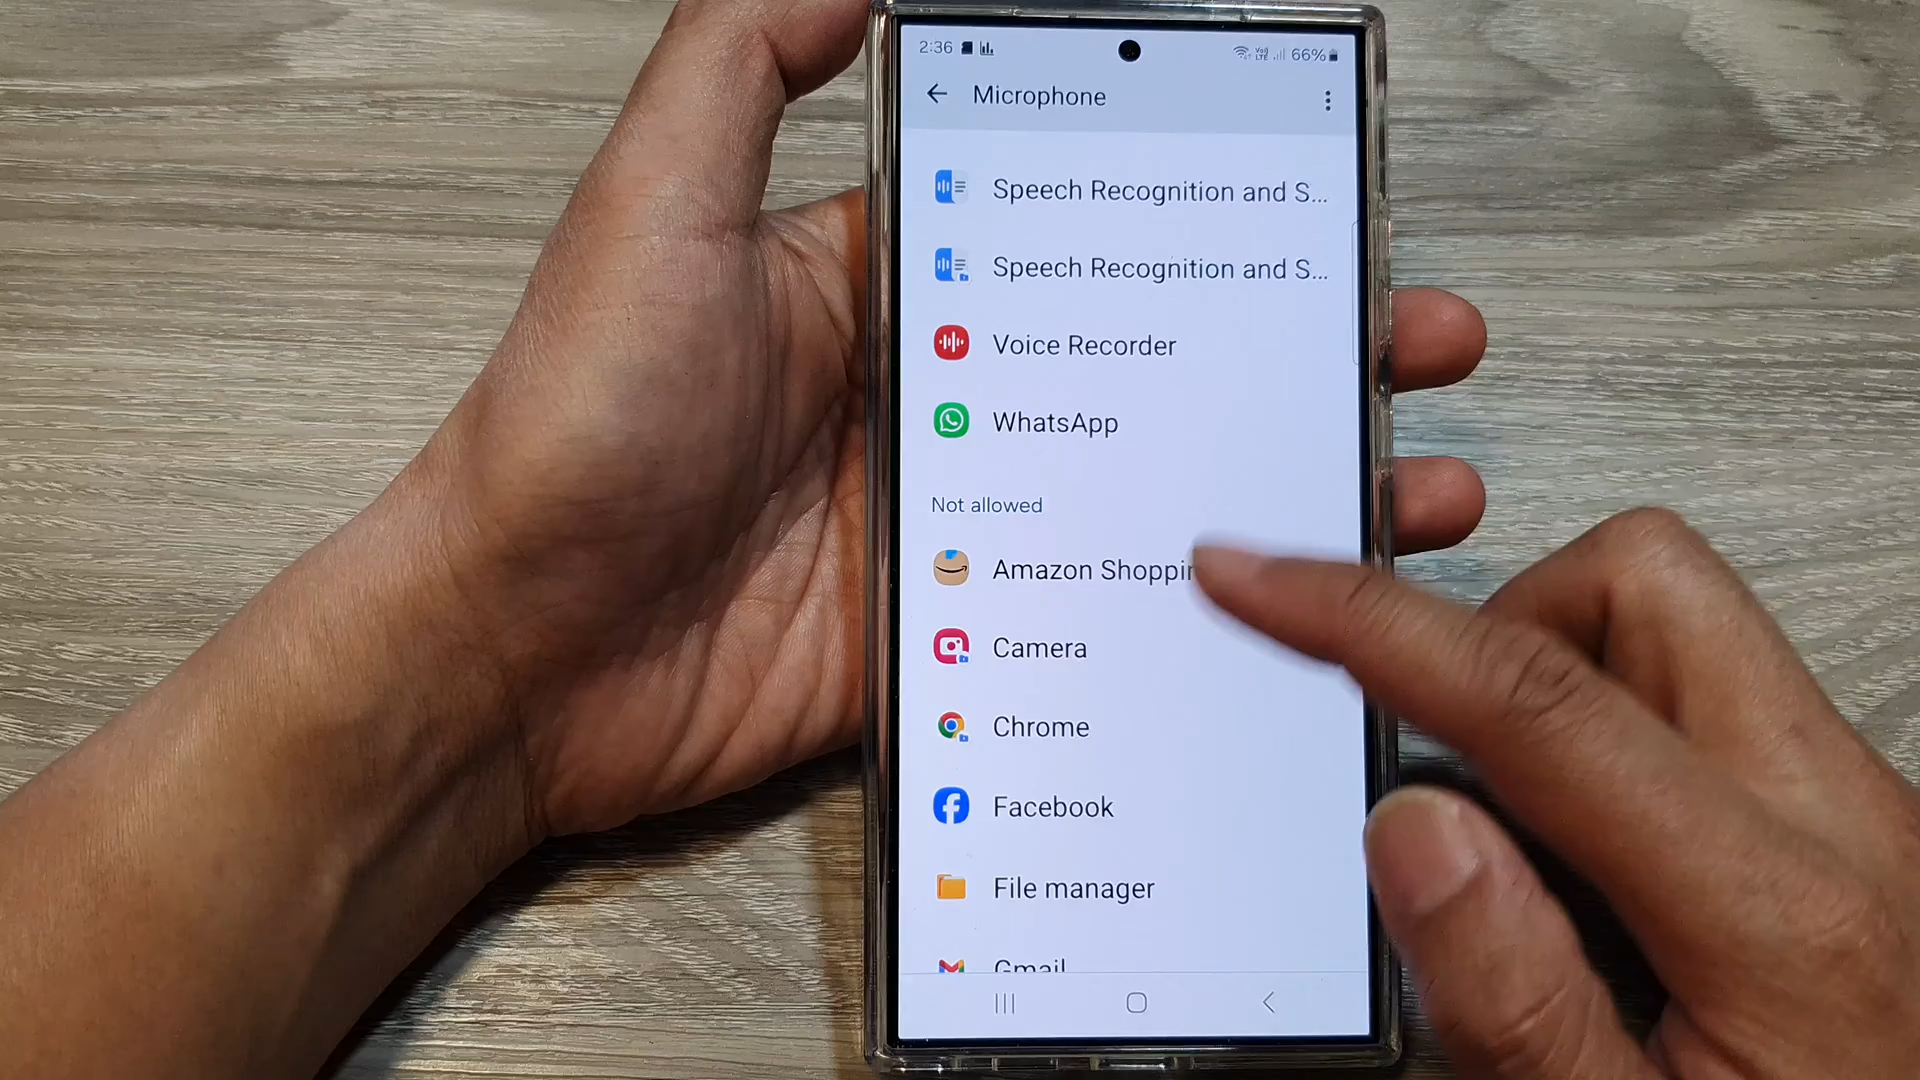 2:36 66%
Microphone
Speech Recognition and S...
Speech Recognition and S...
Voice Recorder
WhatsApp
Not allowed
Amazon Shoppin
Camera
Chrome
Facebook
File manager
Gmail